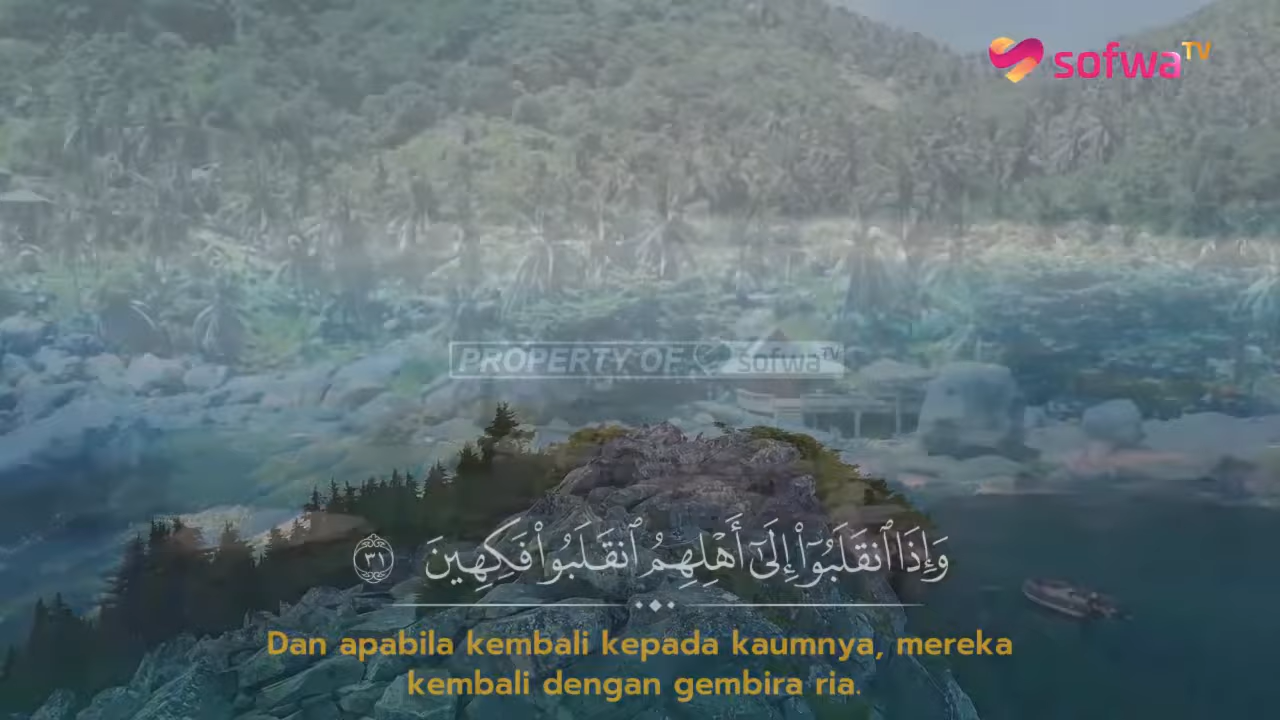 sofwa TV
PROPERTY OF sofwa TV
وَإِذَا ٱنقَلَبُوٓا۟ إِلَىٰٓ أَهْلِهِمُ ٱنقَلَبُوا۟ فَكِهِينَ ٣١
Dan apabila kembali kepada kaumnya, mereka
kembali dengan gembira ria.